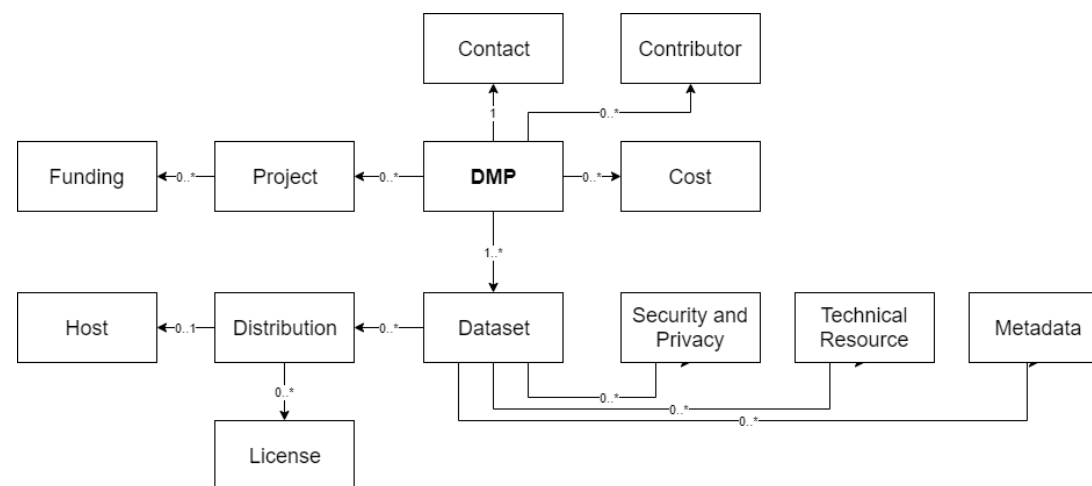 Contact
Contributor
1
0..*
Funding
0..*
Project
0..*
DMP
0..*
Cost
1..*
Host
0..1
Distribution
0..*
Dataset
Security and
Privacy
Technical
Resource
Metadata
0..*
0..*
0..*
0..*
License